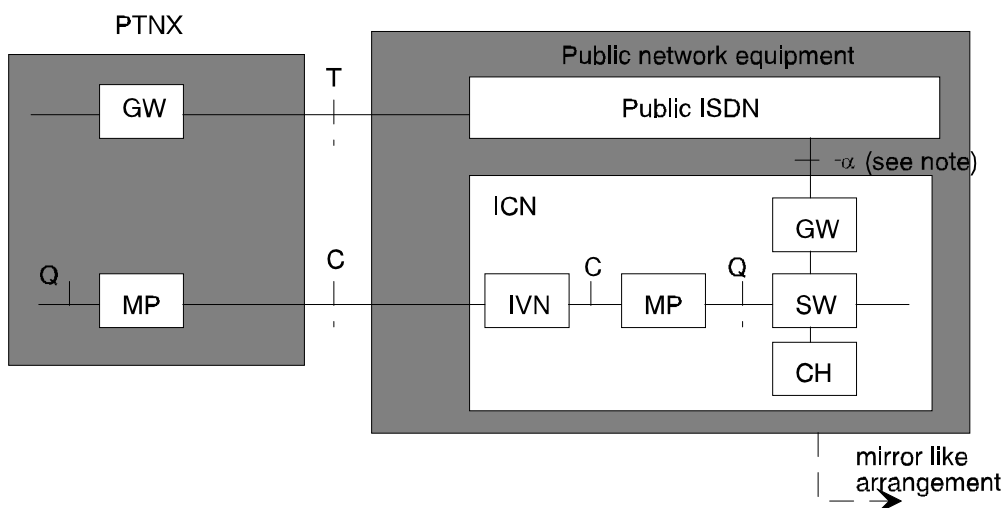 PTNX
Public network equipment
T
GW
Public ISDN
-α (see note)
ICN
GW
Q
C
C
Q
MP
IVN
MP
SW
CH
mirror like
arrangement